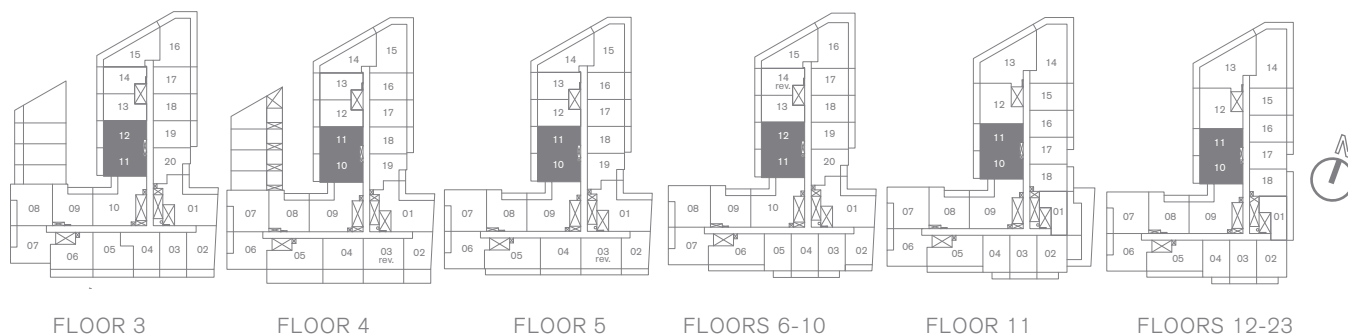 15 16
14 17
13 18
12 19
11 20
08 09 10 01
07 06 05 04 03 02
FLOOR 3
14 15
13 16
12 17
11 18
10 19
07 08 09 01
06 05 04 03 rev. 02
FLOOR 4
14 15
13 16
12 17
11 18
10 19
07 08 09 01
06 05 04 03 rev. 02
FLOOR 5
15 16
14 rev. 17
13 18
12 19
11 20
08 09 10 01
07 06 05 04 03 02
FLOORS 6-10
13 14
12 15
11 16
10 17
18
07 08 09 01
06 05 04 03 02
FLOOR 11
13 14
12 15
11 16
10 17
18
07 08 09 01
06 05 04 03 02
FLOORS 12-23
N